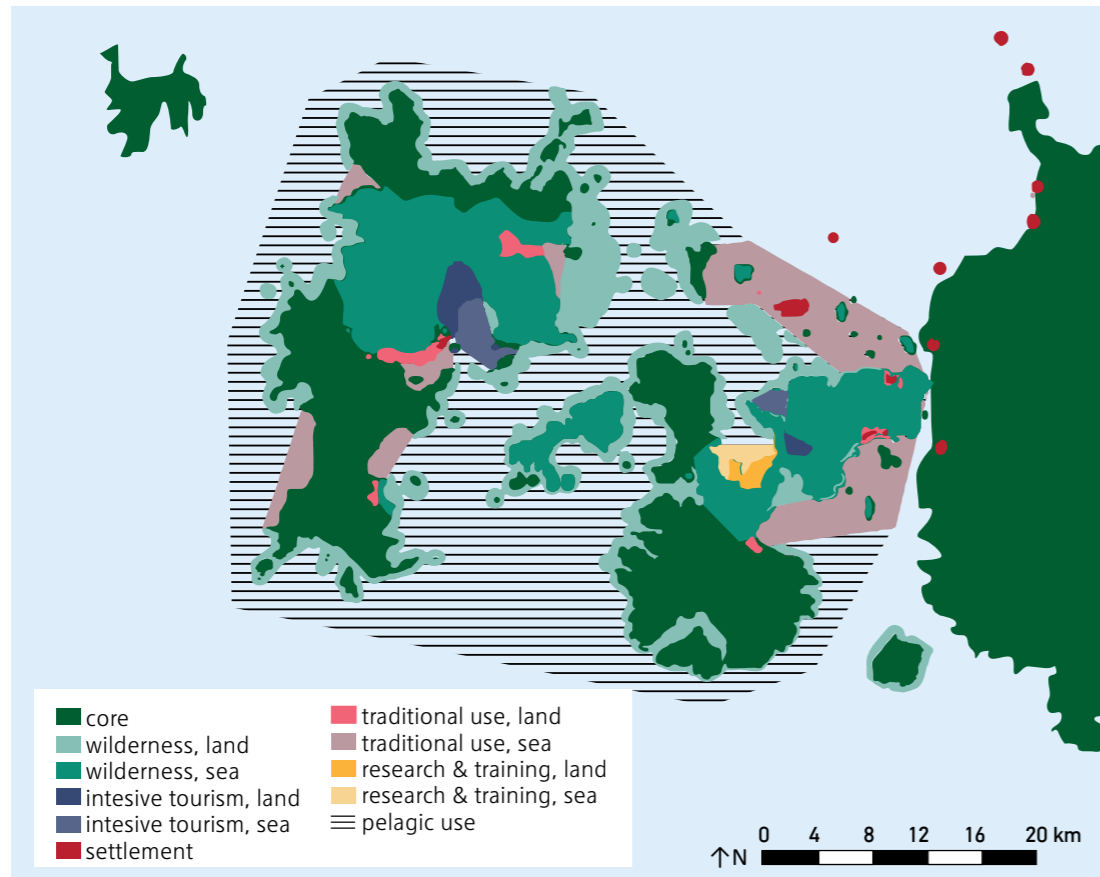 core
wilderness, land
wilderness, sea
intesive tourism, land
intesive tourism, sea
settlement
traditional use, land
traditional use, sea
research & training, land
research & training, sea
pelagic use
0 4 8 12 16 20 km
↑N